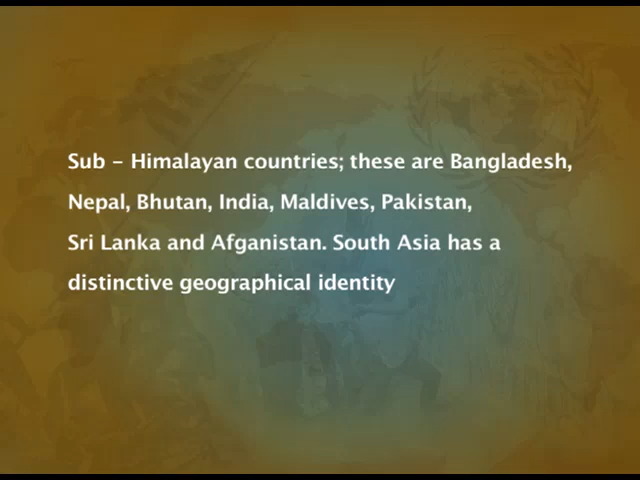 Sub - Himalayan countries; these are Bangladesh,
Nepal, Bhutan, India, Maldives, Pakistan,
Sri Lanka and Afganistan. South Asia has a
distinctive geographical identity